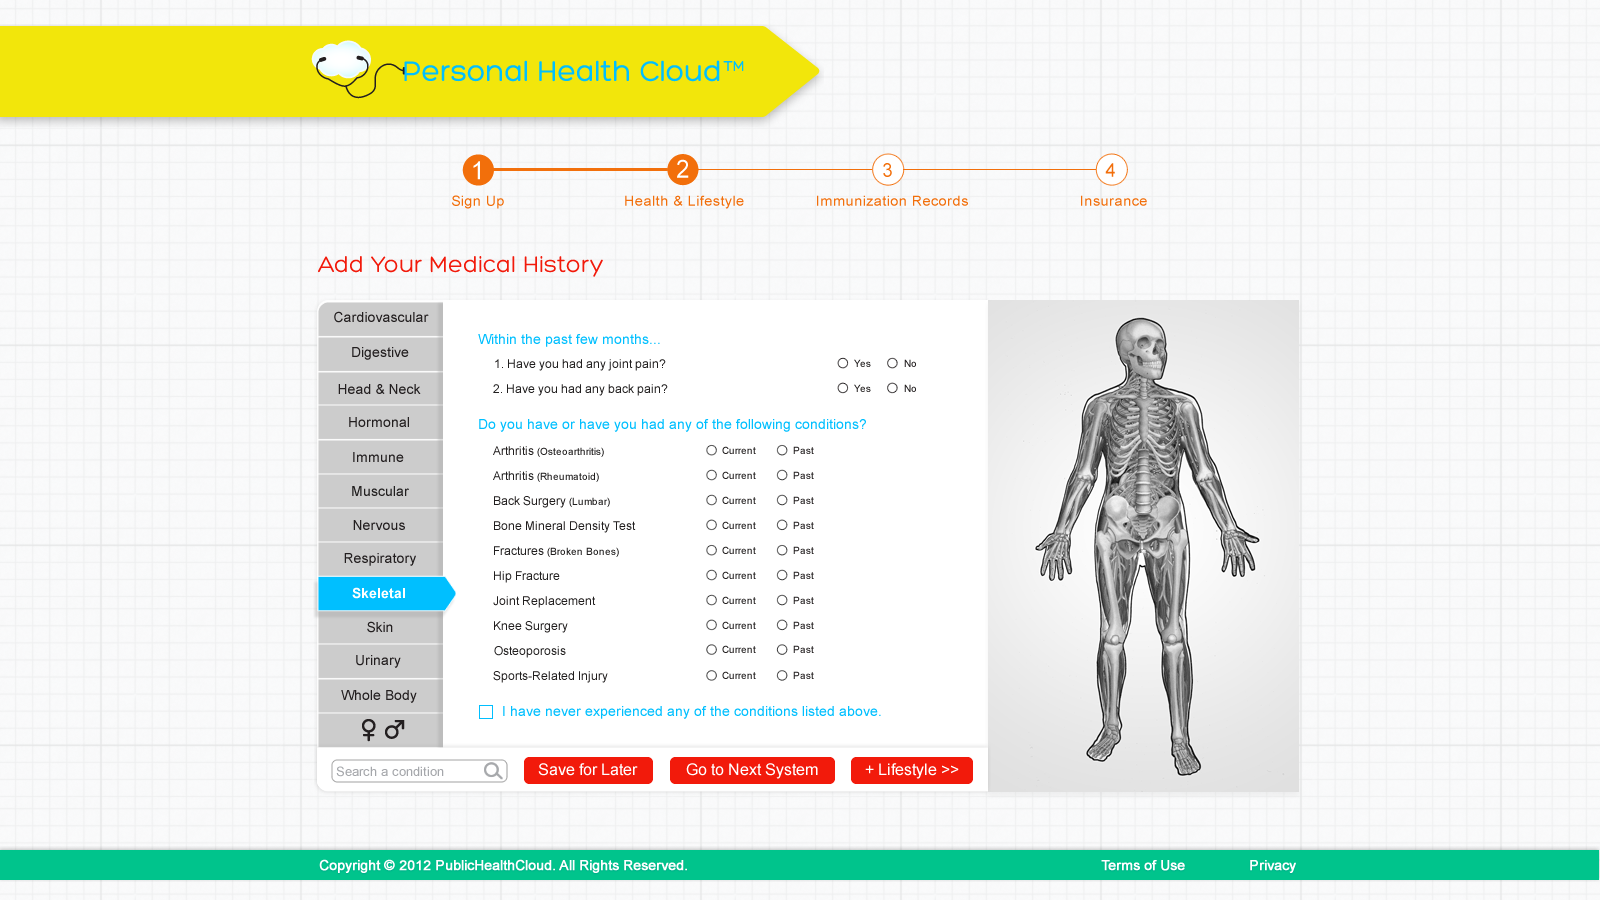 Personal Health Cloud™
1 2 3 4
Sign Up Health & Lifestyle Immunization Records Insurance
Add Your Medical History
Cardiovascular
Digestive
Head & Neck
Hormonal
Immune
Muscular
Nervous
Respiratory
Skeletal
Skin
Urinary
Whole Body
♀ ♂
Within the past few months...
1. Have you had any joint pain? Yes No
2. Have you had any back pain? Yes No
Do you have or have you had any of the following conditions?
Arthritis (Osteoarthritis) Current Past
Arthritis (Rheumatoid) Current Past
Back Surgery (Lumbar) Current Past
Bone Mineral Density Test Current Past
Fractures (Broken Bones) Current Past
Hip Fracture Current Past
Joint Replacement Current Past
Knee Surgery Current Past
Osteoporosis Current Past
Sports-Related Injury Current Past
I have never experienced any of the conditions listed above.
Search a condition Save for Later Go to Next System + Lifestyle >>
Copyright © 2012 PublicHealthCloud. All Rights Reserved. Terms of Use Privacy